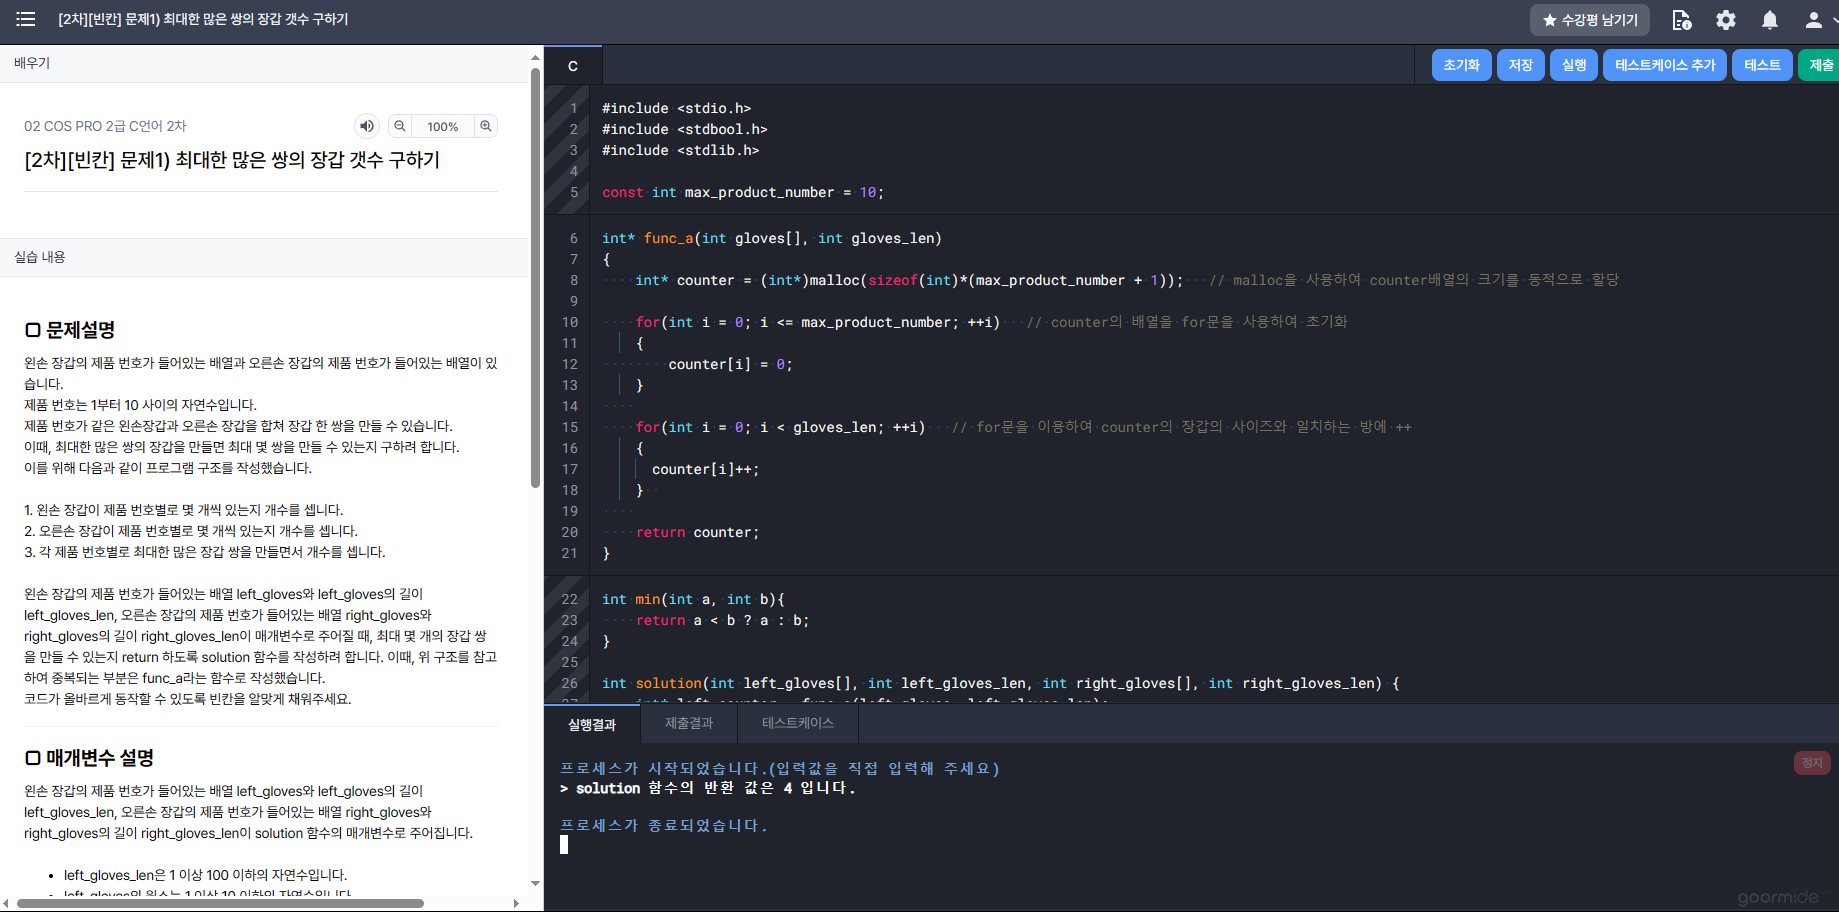 [2차][빈칸] 문제1) 최대한 많은 쌍의 장갑 갯수 구하기
★ 수강평 남기기
배우기
02 COS PRO 2급 C언어 2차
100%
[2차][빈칸] 문제1) 최대한 많은 쌍의 장갑 갯수 구하기
실습 내용
문제설명
왼손 장갑의 제품 번호가 들어있는 배열과 오른손 장갑의 제품 번호가 들어있는 배열이 있
습니다.
제품 번호는 1부터 10 사이의 자연수입니다.
제품 번호가 같은 왼손장갑과 오른손 장갑을 합쳐 장갑 한 쌍을 만들 수 있습니다.
이때, 최대한 많은 쌍의 장갑을 만들면 최대 몇 쌍을 만들 수 있는지 구하려 합니다.
이를 위해 다음과 같이 프로그램 구조를 작성했습니다.
1. 왼손 장갑이 제품 번호별로 몇 개씩 있는지 개수를 셉니다.
2. 오른손 장갑이 제품 번호별로 몇 개씩 있는지 개수를 셉니다.
3. 각 제품 번호별로 최대한 많은 장갑 쌍을 만들면서 개수를 셉니다.
왼손 장갑의 제품 번호가 들어있는 배열 left_gloves와 left_gloves의 길이
left_gloves_len, 오른손 장갑의 제품 번호가 들어있는 배열 right_gloves와
right_gloves의 길이 right_gloves_len이 매개변수로 주어질 때, 최대 몇 개의 장갑 쌍
을 만들 수 있는지 return 하도록 solution 함수를 작성하려 합니다. 이때, 위 구조를 참고
하여 중복되는 부분은 func_a라는 함수로 작성했습니다.
코드가 올바르게 동작할 수 있도록 빈칸을 알맞게 채워주세요.
매개변수 설명
왼손 장갑의 제품 번호가 들어있는 배열 left_gloves와 left_gloves의 길이
left_gloves_len, 오른손 장갑의 제품 번호가 들어있는 배열 right_gloves와
right_gloves의 길이 right_gloves_len이 solution 함수의 매개변수로 주어집니다.
• left_gloves_len은 1 이상 100 이하의 자연수입니다.
• left_gloves의 원소는 1 이상 10 이하의 자연수입니다.
C
초기화 저장 실행 테스트케이스 추가 테스트 제출
1 #include <stdio.h>
2 #include <stdbool.h>
3 #include <stdlib.h>
4
5 const int max_product_number = 10;
6 int* func_a(int gloves[], int gloves_len)
7 {
8 int* counter = (int*)malloc(sizeof(int)*(max_product_number + 1)); // malloc을 사용하여 counter배열의 크기를 동적으로 할당
9
10 for(int i = 0; i <= max_product_number; ++i) // counter의 배열을 for문을 사용하여 초기화
11 {
12 counter[i] = 0;
13 }
14
15 for(int i = 0; i < gloves_len; ++i) // for문을 이용하여 counter의 장갑의 사이즈와 일치하는 방에 ++
16 {
17 counter[i]++;
18 }
19
20 return counter;
21 }
22 int min(int a, int b){
23 return a < b ? a : b;
24 }
25
26 int solution(int left_gloves[], int left_gloves_len, int right_gloves[], int right_gloves_len) {
27 int* left_counter = func_a(left_gloves, left_gloves_len);
실행결과 제출결과 테스트케이스
프로세스가 시작되었습니다.(입력값을 직접 입력해 주세요)
> solution 함수의 반환 값은 4 입니다.
프로세스가 종료되었습니다.
정지
goormide